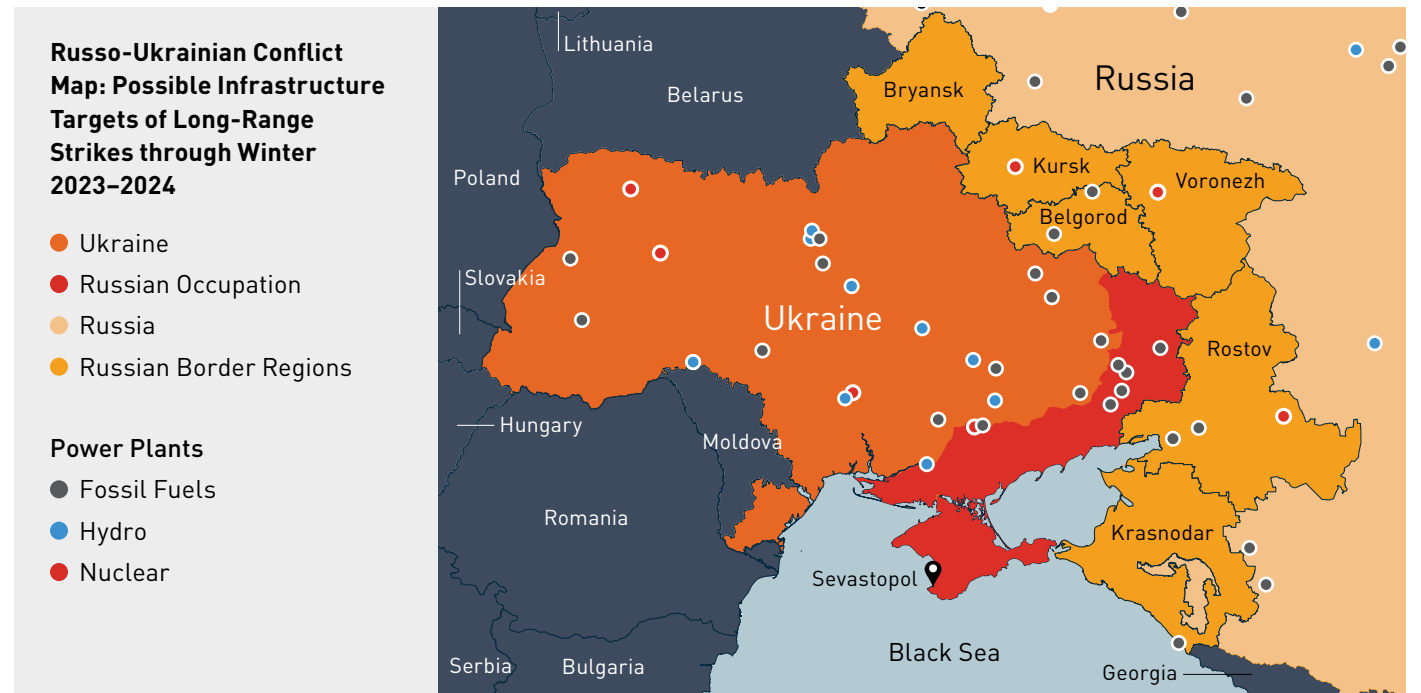 Russo-Ukrainian Conflict
Map: Possible Infrastructure
Targets of Long-Range
Strikes through Winter
2023–2024
Ukraine
Russian Occupation
Russia
Russian Border Regions
Power Plants
Fossil Fuels
Hydro
Nuclear
Lithuania
Belarus
Bryansk
Russia
Poland
Kursk
Voronezh
Belgorod
Slovakia
Ukraine
Rostov
Hungary
Moldova
Romania
Krasnodar
Sevastopol
Black Sea
Serbia
Bulgaria
Georgia